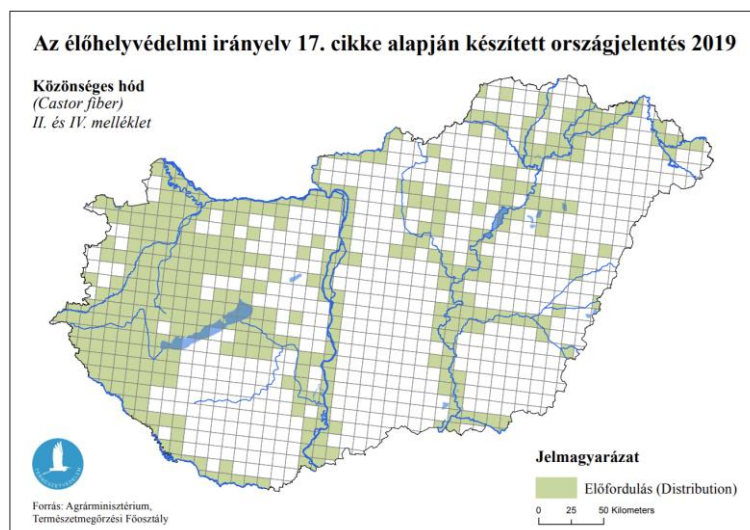 Az élőhelyvédelmi irányelv 17. cikke alapján készített országjelentés 2019
Közönséges hód
(Castor fiber)
II. és IV. melléklet
TERMÉSZETVÉDELEM
Forrás: Agrárminisztérium,
Természetmegőrzési Főosztály
Jelmagyarázat
Előfordulás (Distribution)
0 25 50 Kilometers